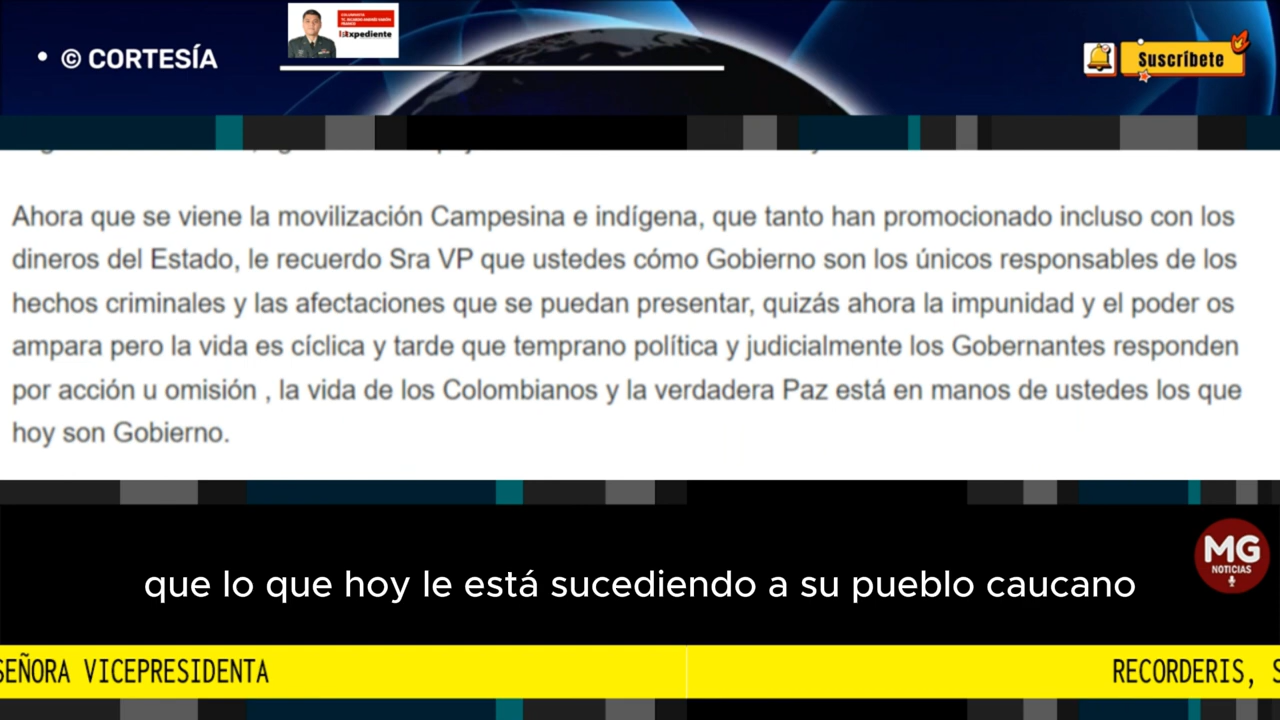 • © CORTESÍA
Expediente
Suscríbete
Ahora que se viene la movilización Campesina e indígena, que tanto han promocionado incluso con los
dineros del Estado, le recuerdo Sra VP que ustedes cómo Gobierno son los únicos responsables de los
hechos criminales y las afectaciones que se puedan presentar, quizás ahora la impunidad y el poder os
ampara pero la vida es cíclica y tarde que temprano política y judicialmente los Gobernantes responden
por acción u omisión , la vida de los Colombianos y la verdadera Paz está en manos de ustedes los que
hoy son Gobierno.
MG
NOTICIAS
que lo que hoy le está sucediendo a su pueblo caucano
SEÑORA VICEPRESIDENTA
RECORDERIS, S